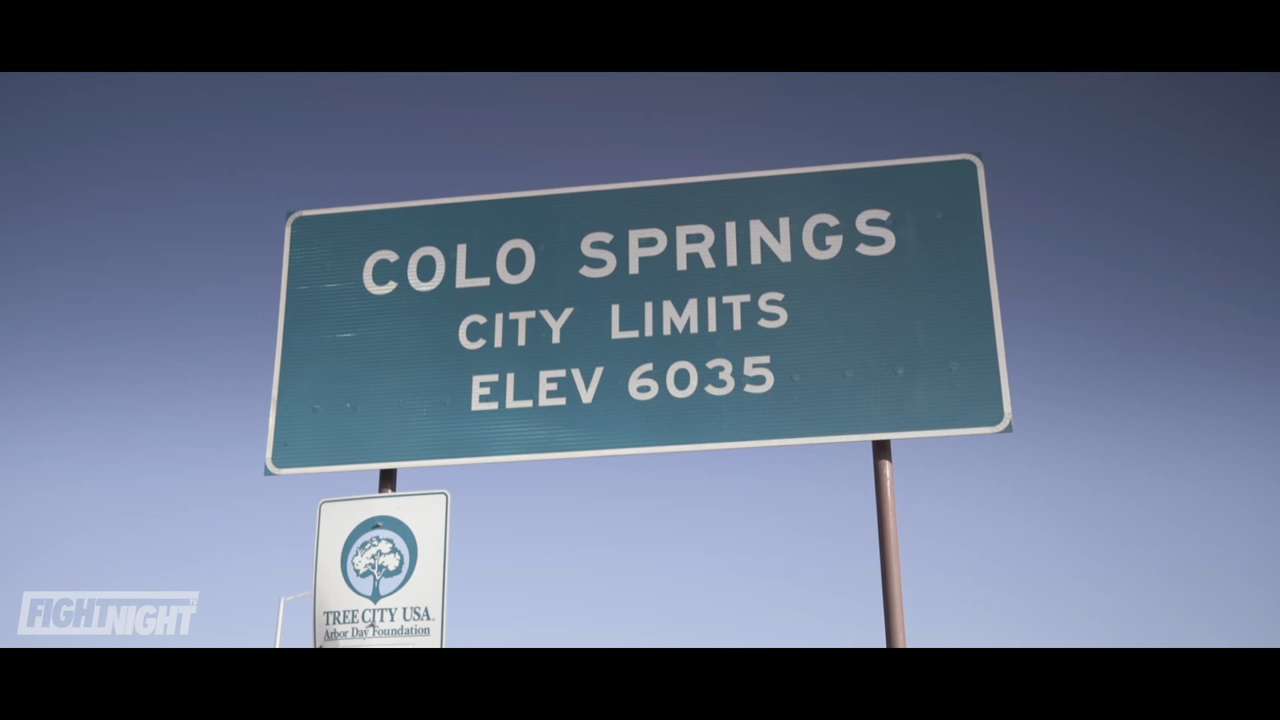 COLO SPRINGS
CITY LIMITS
ELEV 6035
TREE CITY USA
Arbor Day Foundation
FIGHTNIGHT